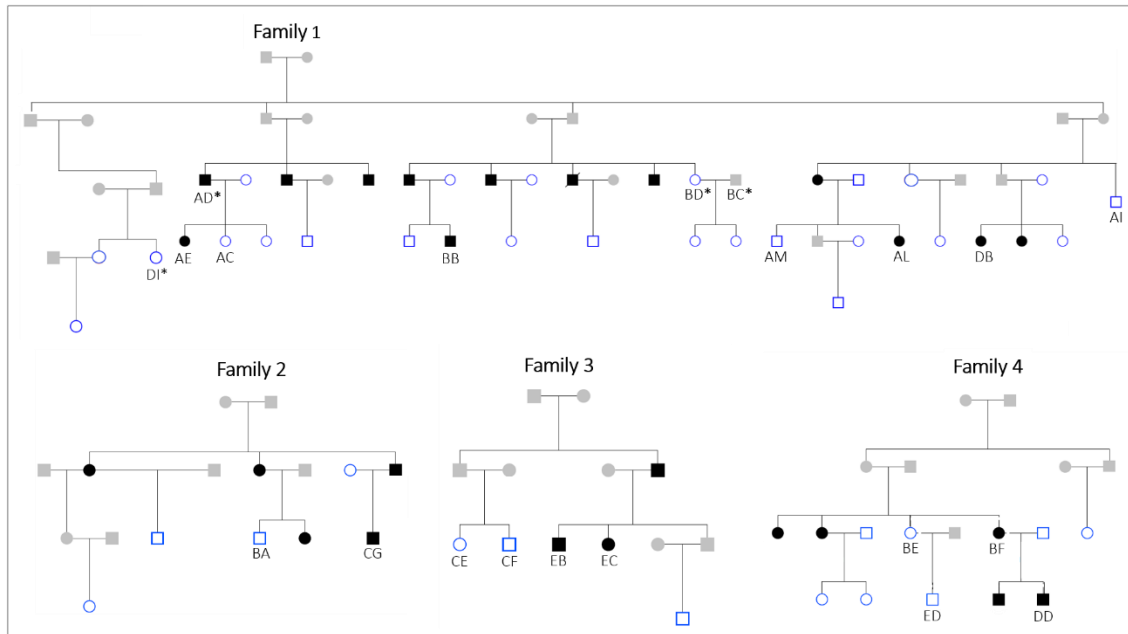 Family 1
AD* BD* BC* AI
DI* AE AC BB AM AL DB
Family 2 Family 3 Family 4
BA CG CE CF EB EC BE BF
ED DD